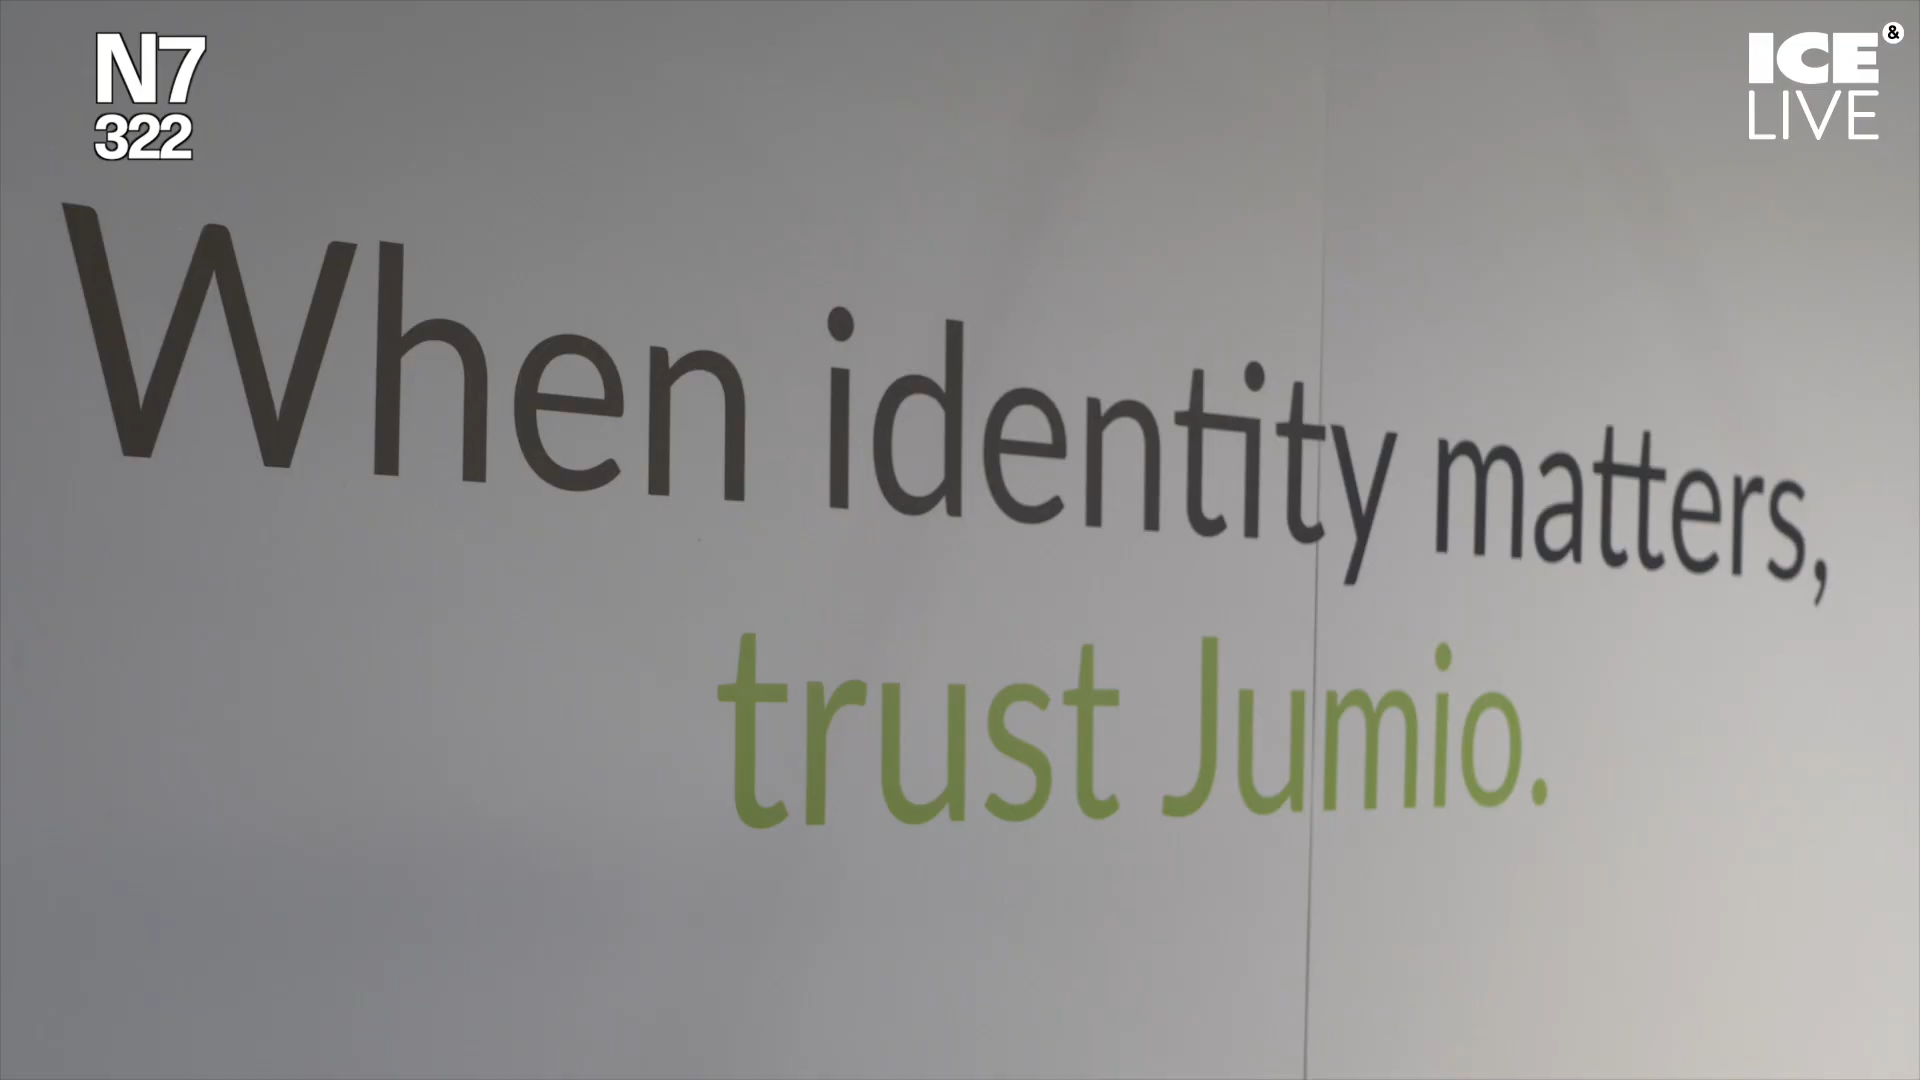 N7
322
ICE &
LIVE
When identity matters,
trust Jumio.